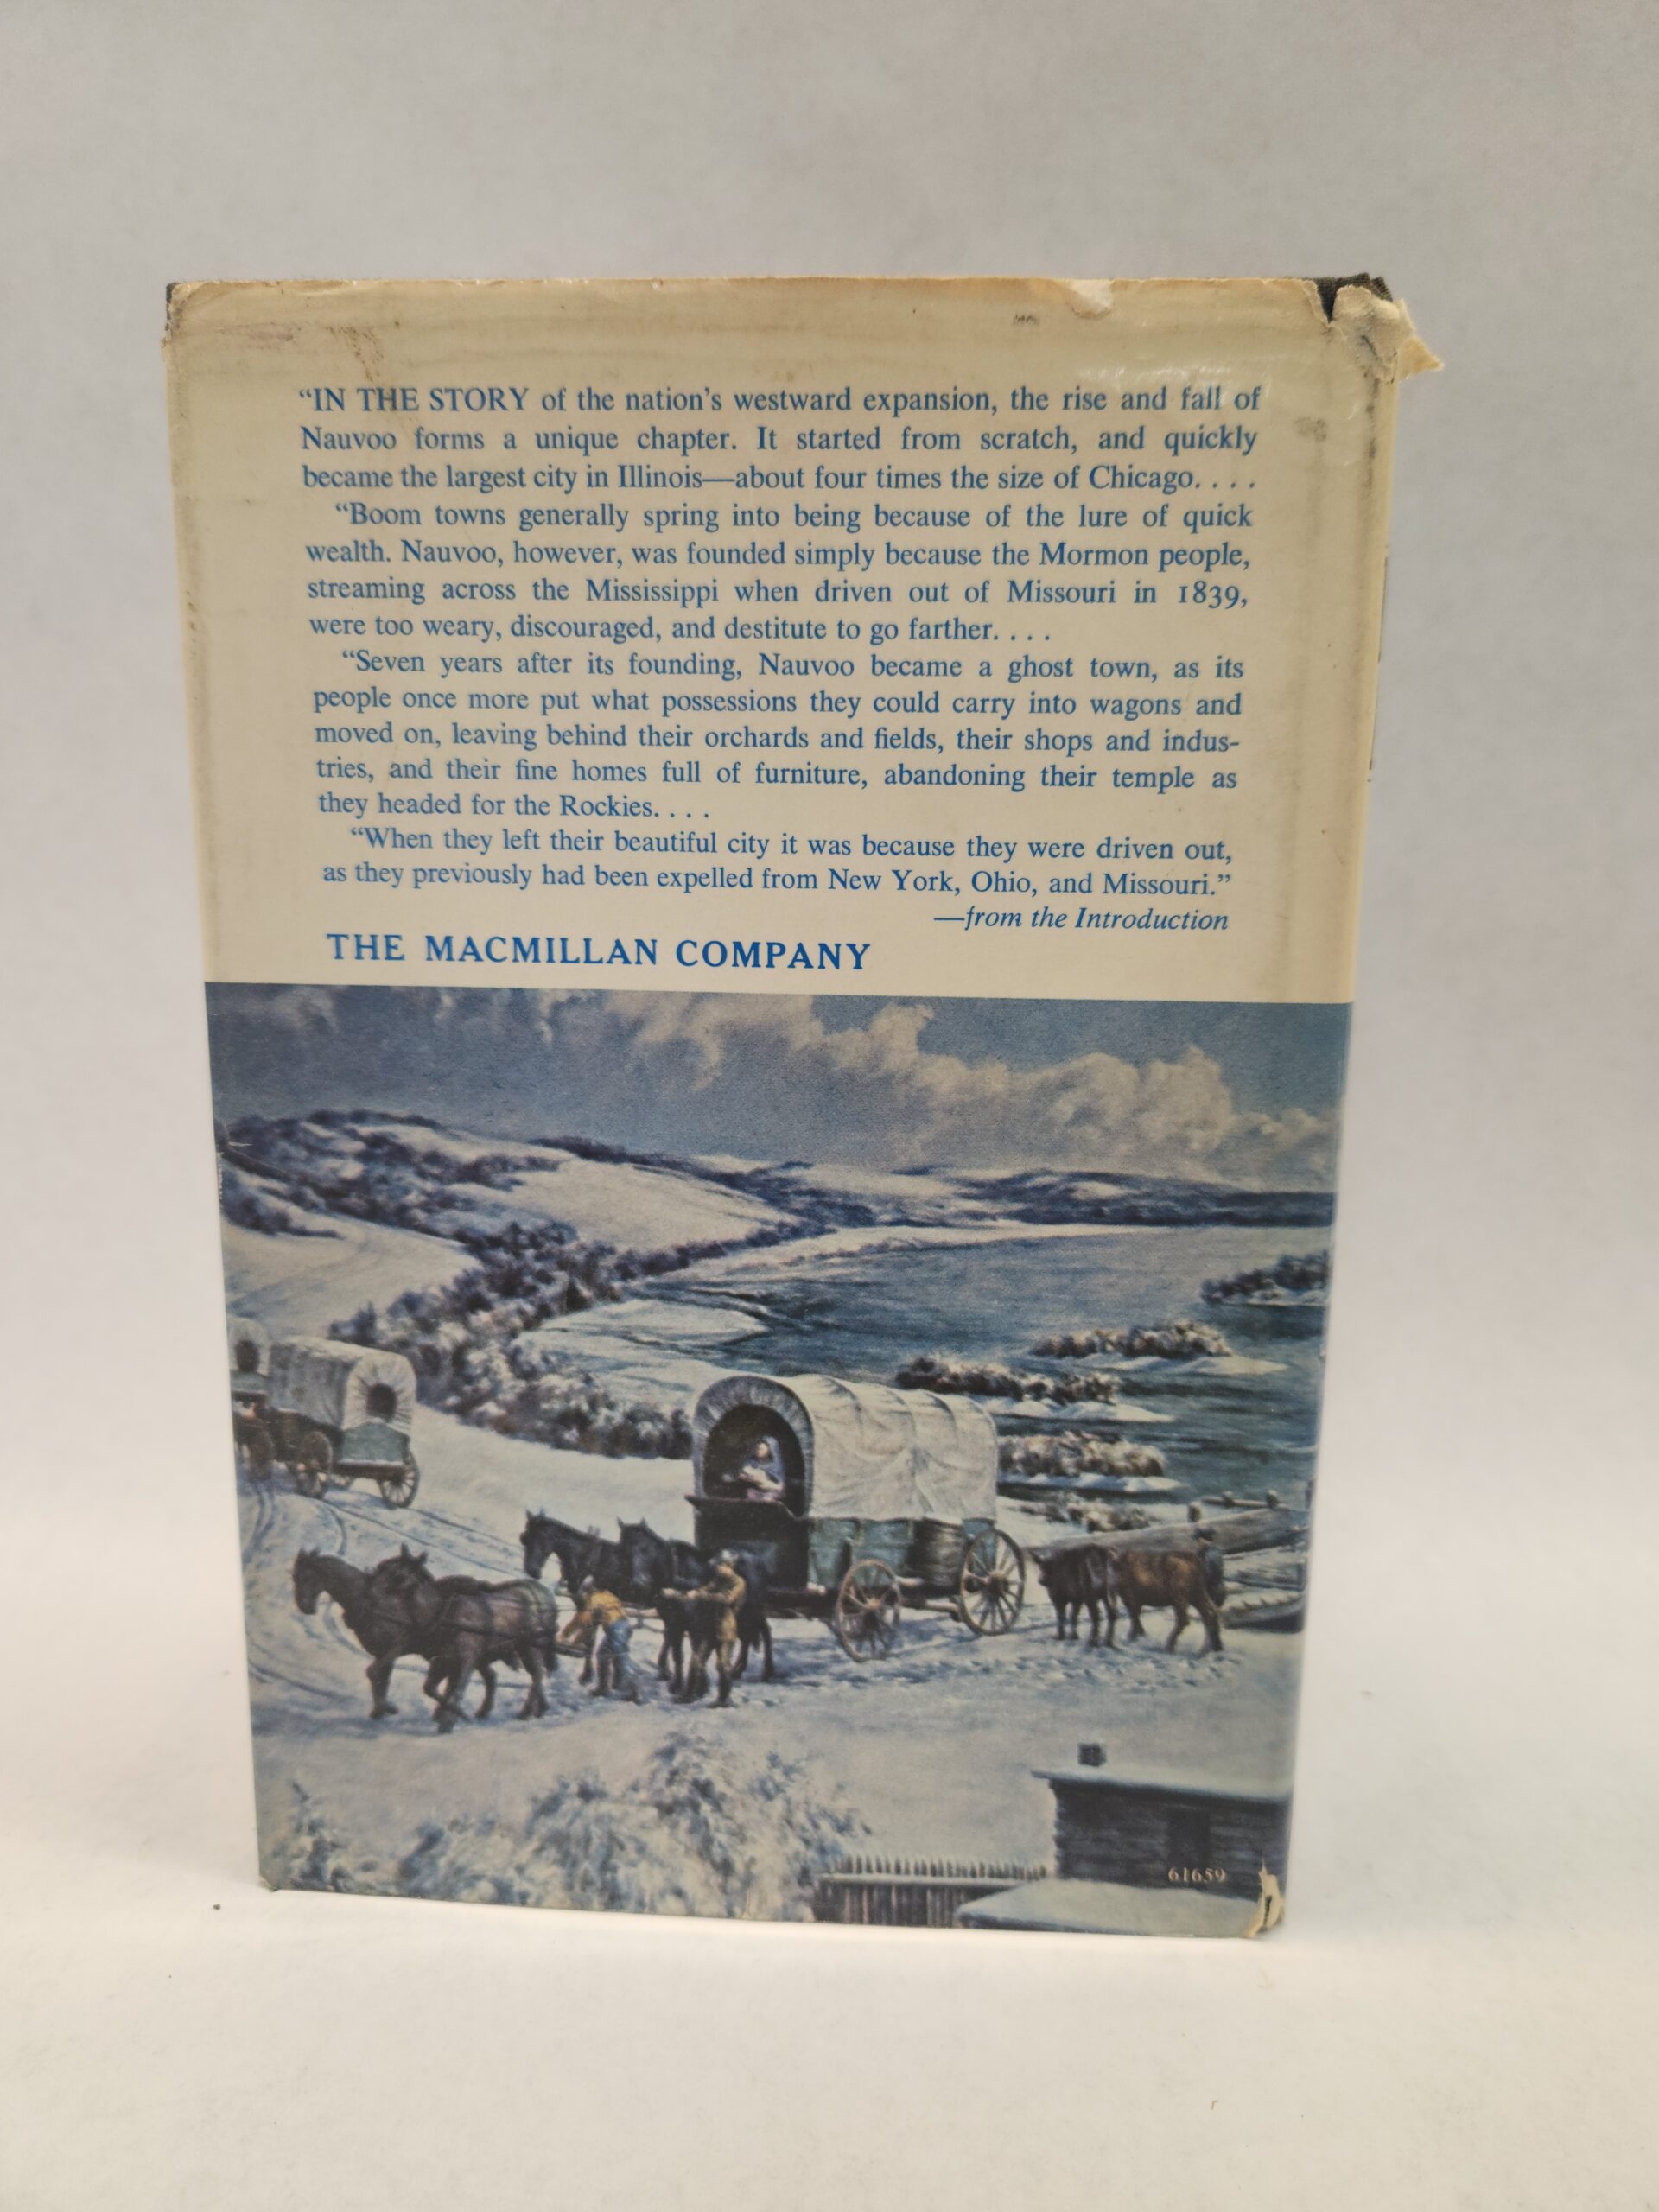 “IN THE STORY of the nation’s westward expansion, the rise and fall of
Nauvoo forms a unique chapter. It started from scratch, and quickly
became the largest city in Illinois—about four times the size of Chicago. . . .
“Boom towns generally spring into being because of the lure of quick
wealth. Nauvoo, however, was founded simply because the Mormon people,
streaming across the Mississippi when driven out of Missouri in 1839,
were too weary, discouraged, and destitute to go farther. . . .
“Seven years after its founding, Nauvoo became a ghost town, as its
people once more put what possessions they could carry into wagons and
moved on, leaving behind their orchards and fields, their shops and indus-
tries, and their fine homes full of furniture, abandoning their temple as
they headed for the Rockies. . . .
“When they left their beautiful city it was because they were driven out,
as they previously had been expelled from New York, Ohio, and Missouri.”
—from the Introduction
THE MACMILLAN COMPANY
61659